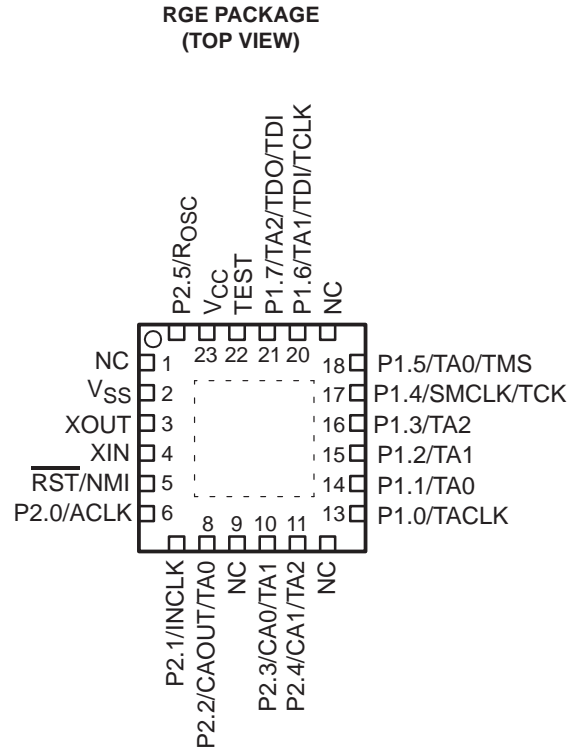 RGE PACKAGE
(TOP VIEW)
P2.5/ROSC
VCC
TEST
P1.7/TA2/TDO/TDI
P1.6/TA1/TDI/TCLK
NC
23 22 21 20
NC 1
VSS 2
XOUT 3
XIN 4
RST/NMI 5
P2.0/ACLK 6
18 P1.5/TA0/TMS
17 P1.4/SMCLK/TCK
16 P1.3/TA2
15 P1.2/TA1
14 P1.1/TA0
13 P1.0/TACLK
8 9 10 11
P2.1/INCLK
P2.2/CAOUT/TA0
NC
P2.3/CA0/TA1
P2.4/CA1/TA2
NC